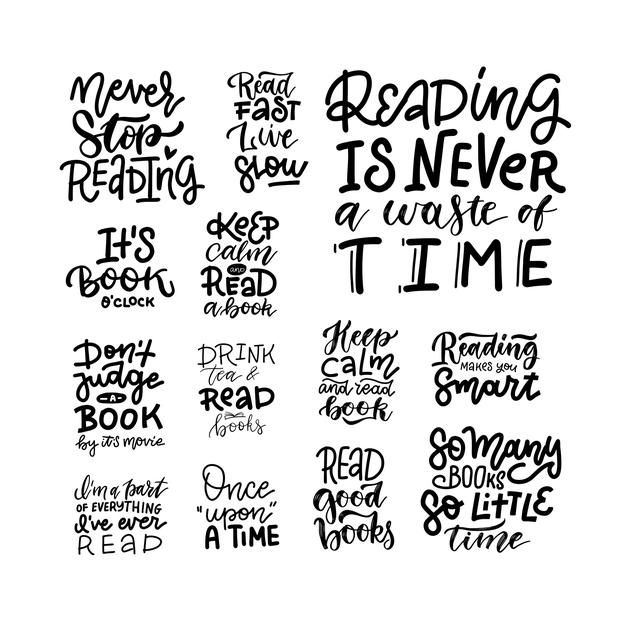 Never
Stop
READING
Read
FAST
Live
slow
READING
IS NEVER
a waste of
TIME
IT'S
BOOK
O'CLOCK
KEEP
calm
and
READ
a book
Don't
judge
A
BOOK
by it's movie
DRINK
tea &
READ
books
Keep
CALM
and read
book
Reading
MAKES YOU
Smart
I'm a part
OF EVERYTHING
I've ever
READ
Once
"upon"
A TIME
READ
good
books
So many
BOOKS
So LITTLE
time